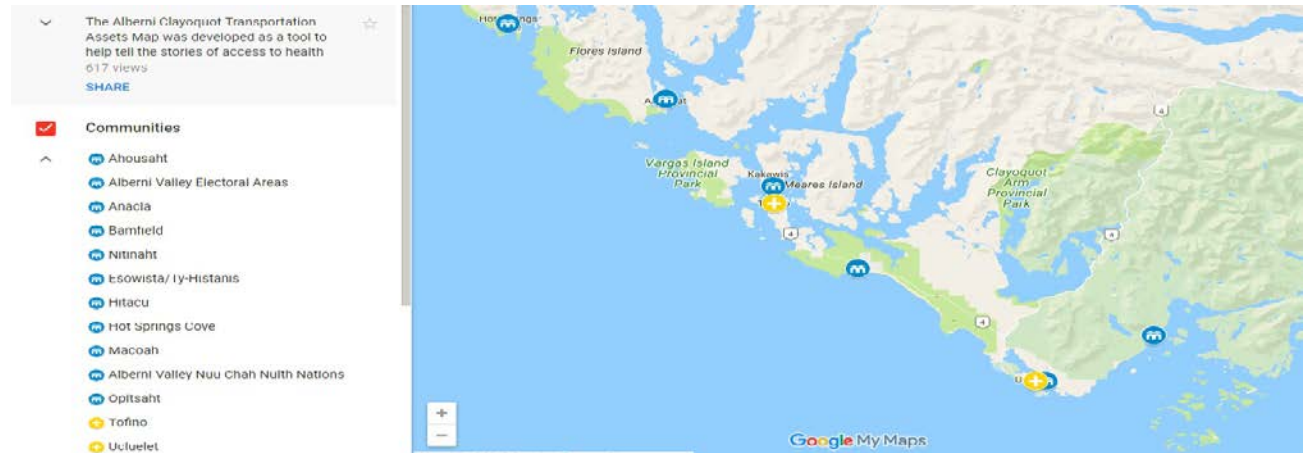 The Alberni Clayoquot Transportation
Assets Map was developed as a tool to
help tell the stories of access to health
617 views
SHARE
Communities
Ahousaht
Alberni Valley Electoral Areas
Anacla
Bamfield
Nitinaht
Esowista/Ty-Histanis
Hitacu
Hot Springs Cove
Macoah
Alberni Valley Nuu Chah Nulth Nations
Opitsaht
Tofino
Ucluelet
Flores Island
Vargas Island
Provincial
Park
Kakawis
Meares Island
Clayoquot
Arm
Provincial
Park
4
4
4
4
+
−
Google My Maps